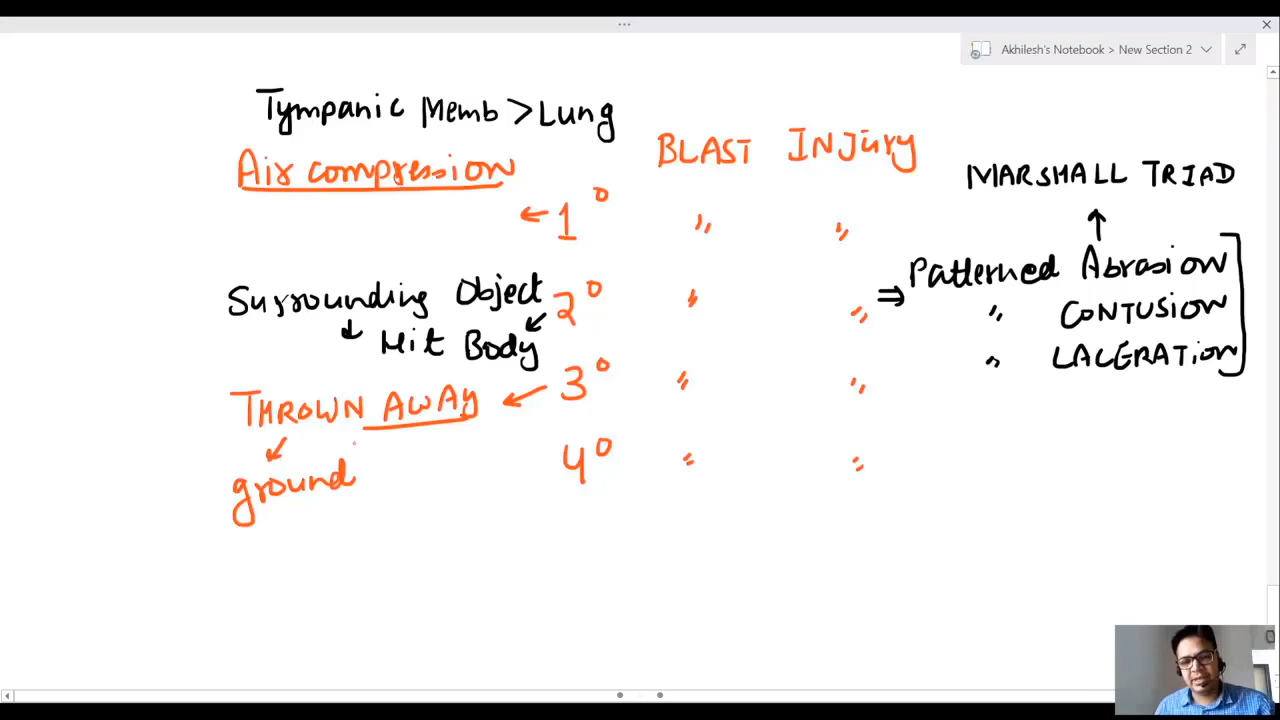 Akhilesh's Notebook > New Section 2
Tympanic Memb > Lung
BLAST INJury
Air compression
MARSHALL TRIAD
← 1° 〃 〃
↑
Patterned Abrasion
Surrounding Object
2° 〃 〃 ⇒
〃 CONTUSION
↓ Hit Body
〃 LACERATION
THROWN AWAY ← 3° 〃 〃
↓
4° 〃 〃
ground